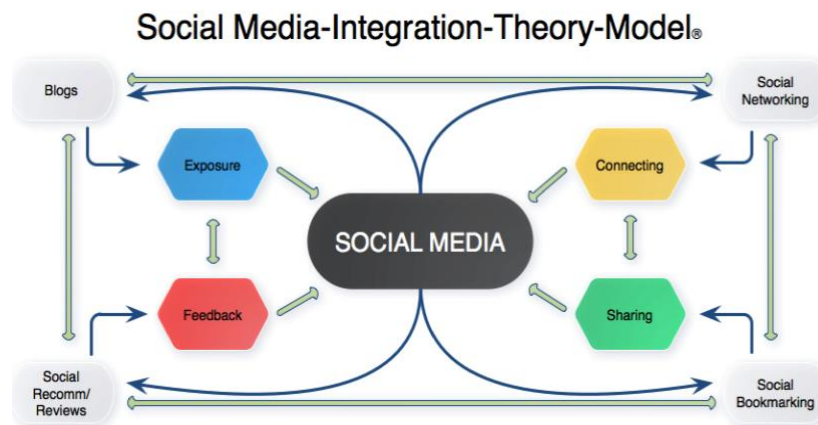 Social Media-Integration-Theory-Model®
Blogs
Social
Networking
Exposure
Connecting
SOCIAL MEDIA
Feedback
Sharing
Social
Recomm/
Reviews
Social
Bookmarking